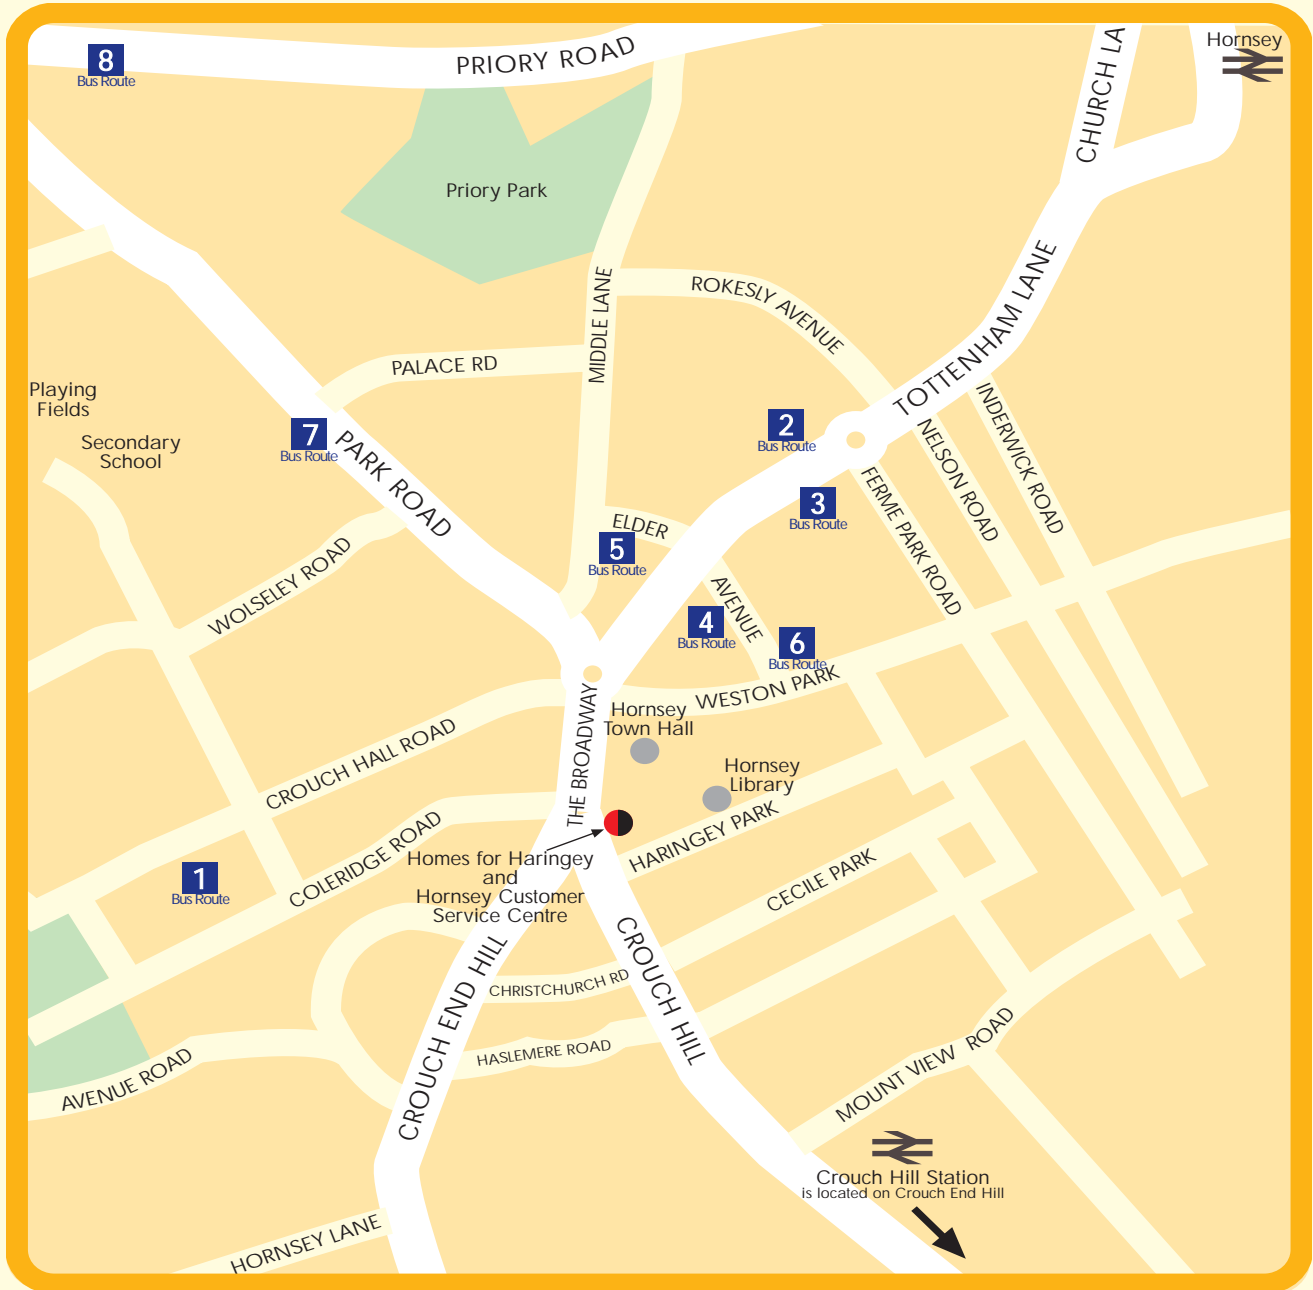 Hornsey
8
Bus Route
PRIORY ROAD
CHURCH LA
Priory Park
MIDDLE LANE
ROKESLY AVENUE
TOTTENHAM LANE
PALACE RD
Playing
Fields
Secondary
School
7
Bus Route
PARK ROAD
2
Bus Route
INDERWICK ROAD
NELSON ROAD
FERME PARK ROAD
3
Bus Route
ELDER
AVENUE
5
Bus Route
WOLSELEY ROAD
4
Bus Route
6
Bus Route
WESTON PARK
Hornsey
Town Hall
THE BROADWAY
CROUCH HALL ROAD
Hornsey
Library
HARINGEY PARK
COLERIDGE ROAD
Homes for Haringey
and
Hornsey Customer
Service Centre
1
Bus Route
CECILE PARK
CROUCH END HILL
CROUCH HILL
CHRISTCHURCH RD
HASLEMERE ROAD
AVENUE ROAD
MOUNT VIEW ROAD
Crouch Hill Station
is located on Crouch End Hill
HORNSEY LANE